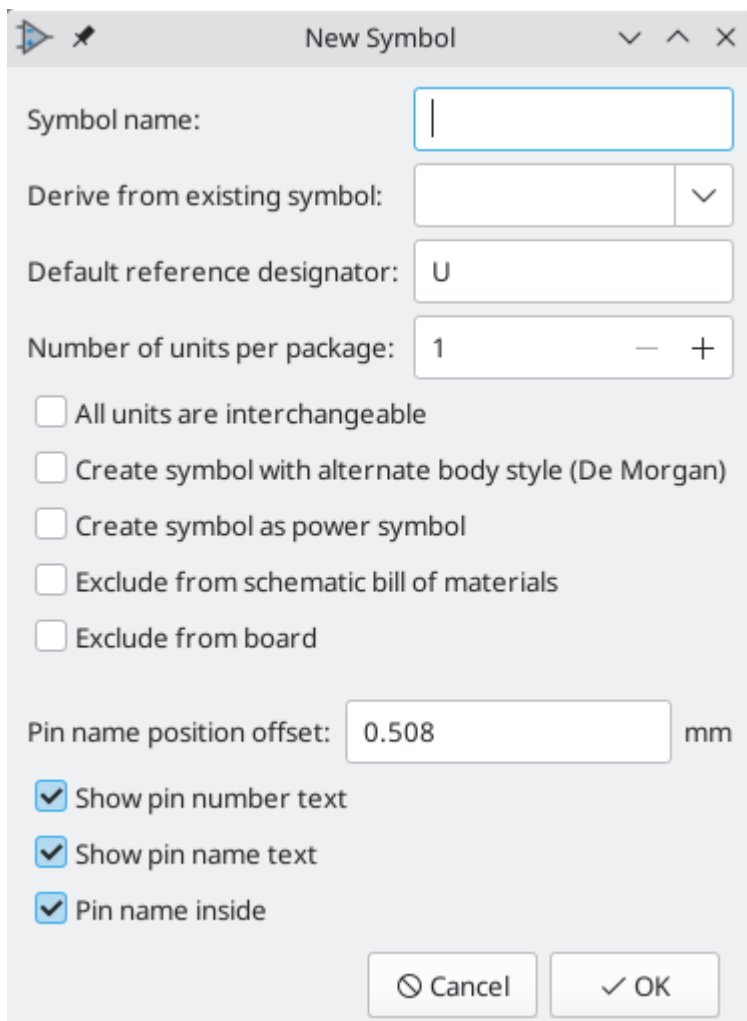 New Symbol
Symbol name:
Derive from existing symbol:
Default reference designator: U
Number of units per package: 1
All units are interchangeable
Create symbol with alternate body style (De Morgan)
Create symbol as power symbol
Exclude from schematic bill of materials
Exclude from board
Pin name position offset: 0.508 mm
Show pin number text
Show pin name text
Pin name inside
Cancel OK